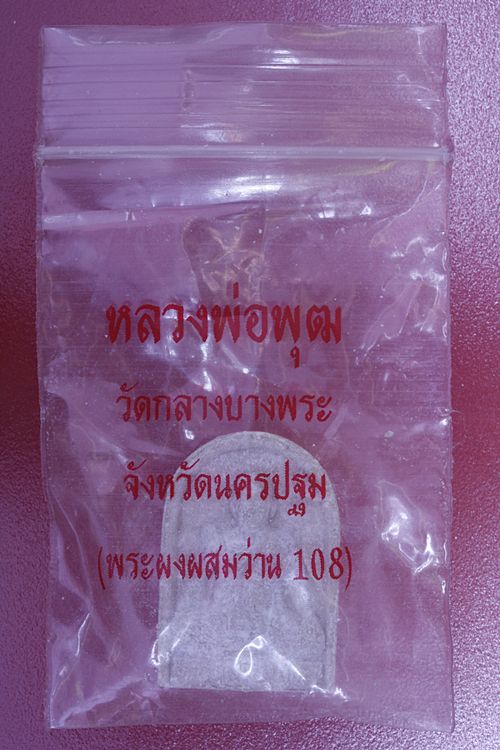 หลวงพ่อพุฒ
วัดกลางบางพระ
จังหวัดนครปฐม
(พระผงผสมว่าน 108)